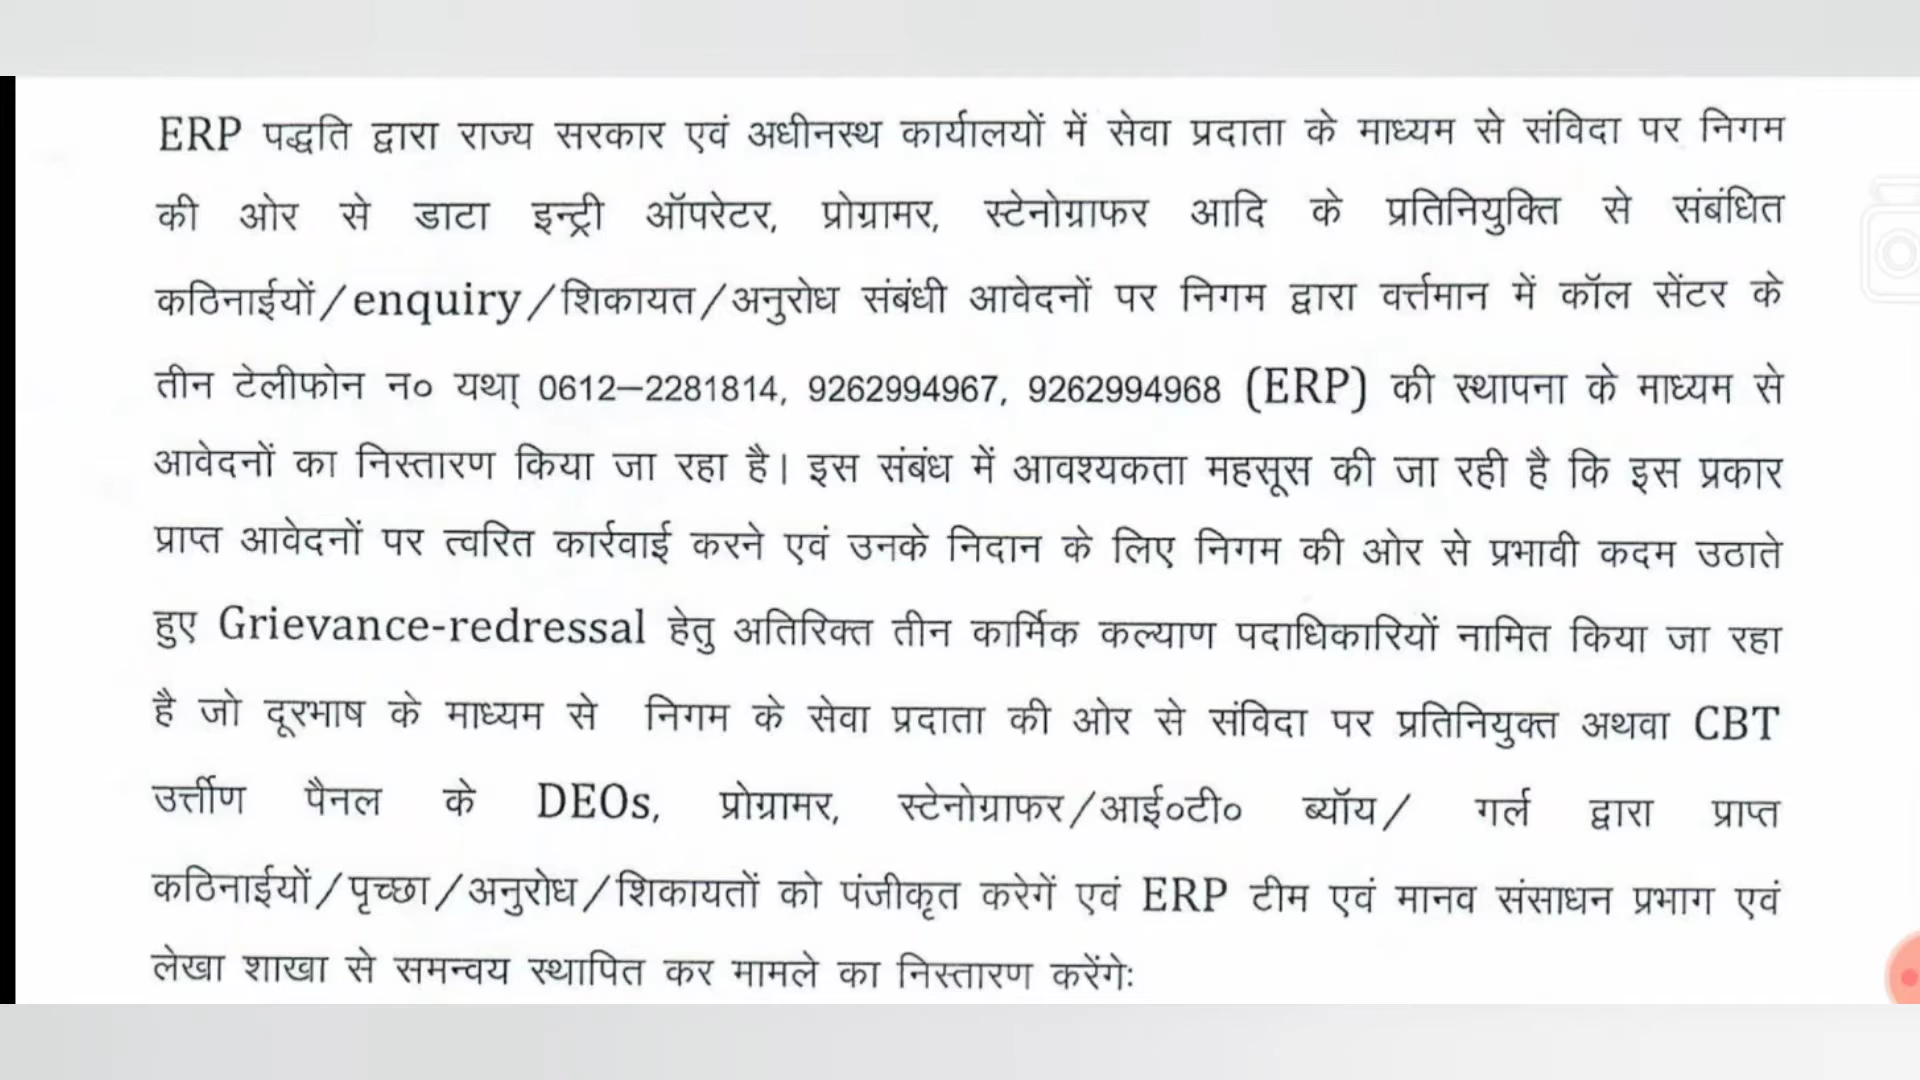 ERP पद्धति द्वारा राज्य सरकार एवं अधीनस्थ कार्यालयों में सेवा प्रदाता के माध्यम से संविदा पर निगम
की ओर से डाटा इन्ट्री ऑपरेटर, प्रोग्रामर, स्टेनोग्राफर आदि के प्रतिनियुक्ति से संबंधित
कठिनाईयों/enquiry/शिकायत/अनुरोध संबंधी आवेदनों पर निगम द्वारा वर्त्तमान में कॉल सेंटर के
तीन टेलीफोन न० यथा् 0612–2281814, 9262994967, 9262994968 (ERP) की स्थापना के माध्यम से
आवेदनों का निस्तारण किया जा रहा है। इस संबंध में आवश्यकता महसूस की जा रही है कि इस प्रकार
प्राप्त आवेदनों पर त्वरित कार्रवाई करने एवं उनके निदान के लिए निगम की ओर से प्रभावी कदम उठाते
हुए Grievance-redressal हेतु अतिरिक्त तीन कार्मिक कल्याण पदाधिकारियों नामित किया जा रहा
है जो दूरभाष के माध्यम से निगम के सेवा प्रदाता की ओर से संविदा पर प्रतिनियुक्त अथवा CBT
उर्त्तीण पैनल के DEOs, प्रोग्रामर, स्टेनोग्राफर/आई०टी० ब्यॉय/ गर्ल द्वारा प्राप्त
कठिनाईयों/पृच्छा/अनुरोध/शिकायतों को पंजीकृत करेगें एवं ERP टीम एवं मानव संसाधन प्रभाग एवं
लेखा शाखा से समन्वय स्थापित कर मामले का निस्तारण करेंगेः